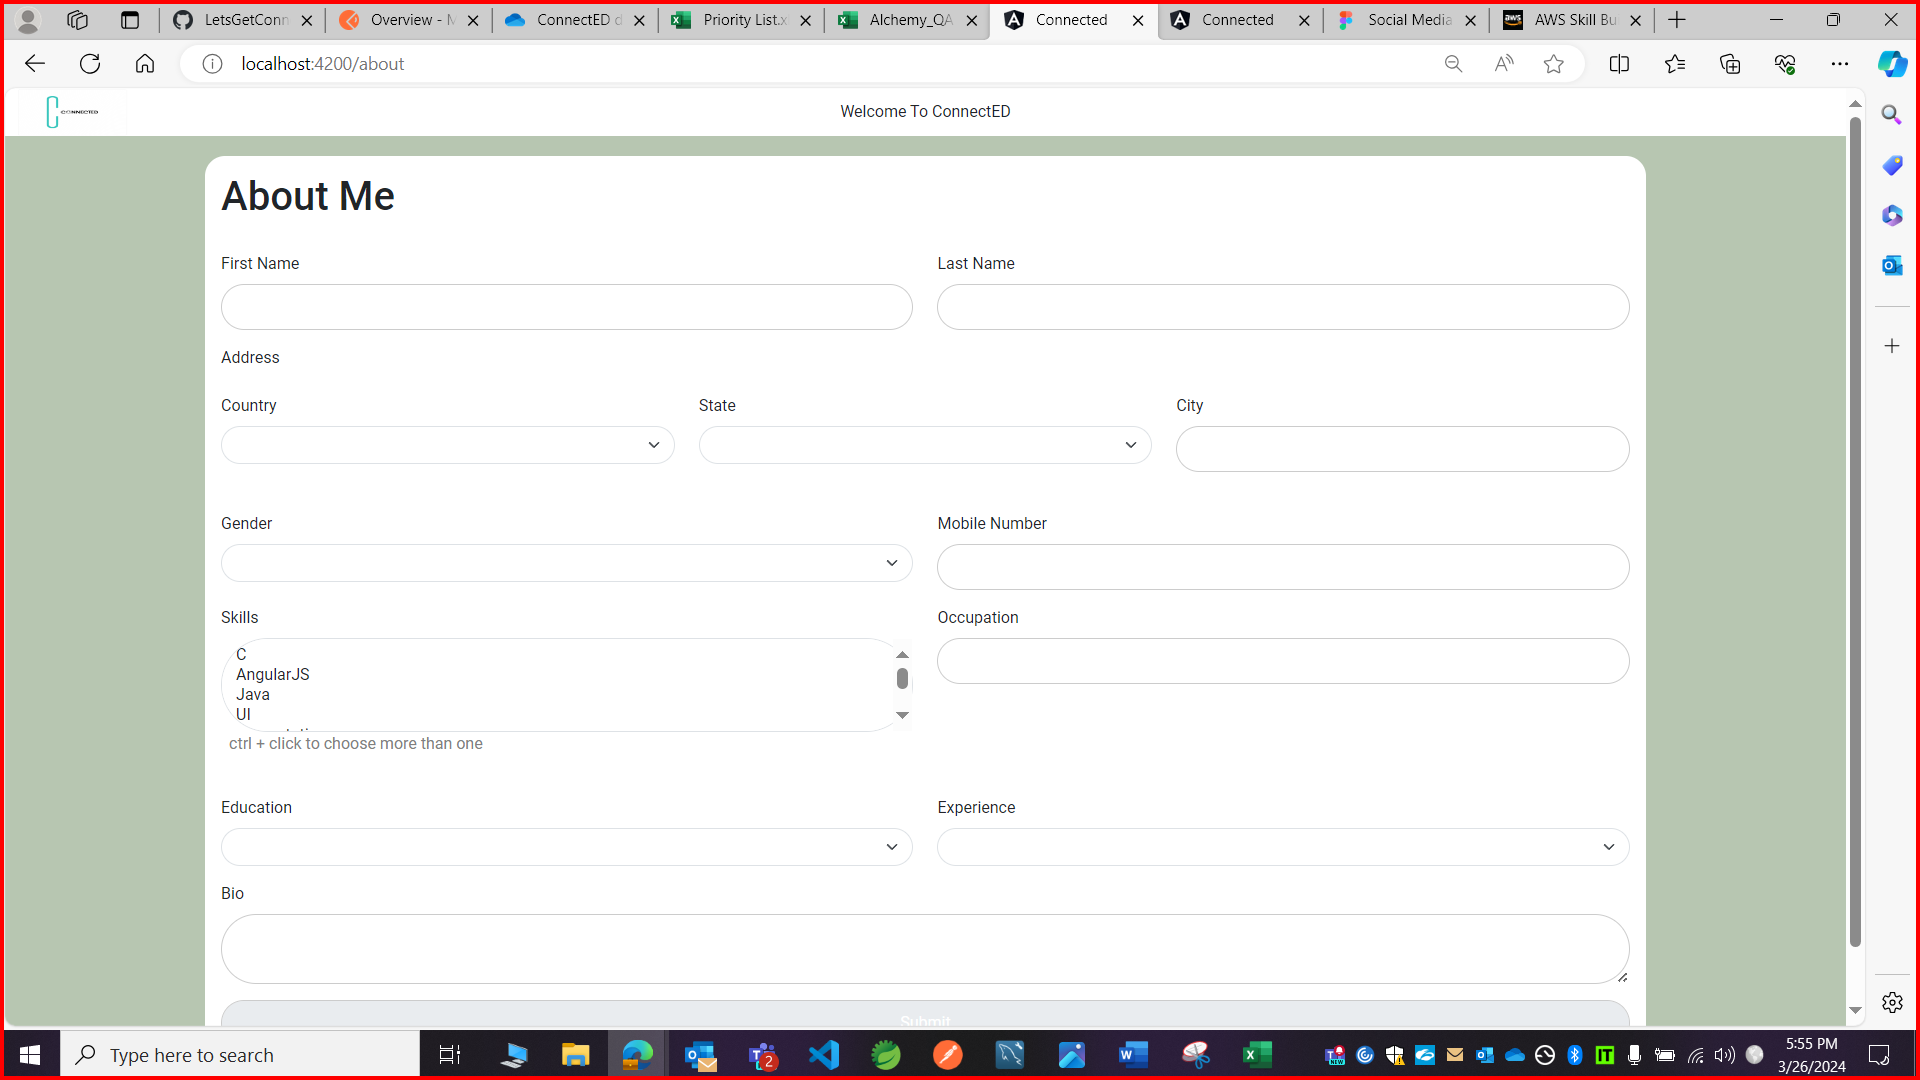 LetsGetConn
Overview - M
ConnectED d
Priority List.x
Alchemy_QA
Connected
Connected
Social Media
AWS Skill Bu
localhost:4200/about
CONNECTED
Welcome To ConnectED
About Me
First Name
Last Name
Address
Country
State
City
Gender
Mobile Number
Skills
Occupation
C
AngularJS
Java
UI
ctrl + click to choose more than one
Education
Experience
Bio
Submit
Type here to search
2
5:55 PM
3/26/2024